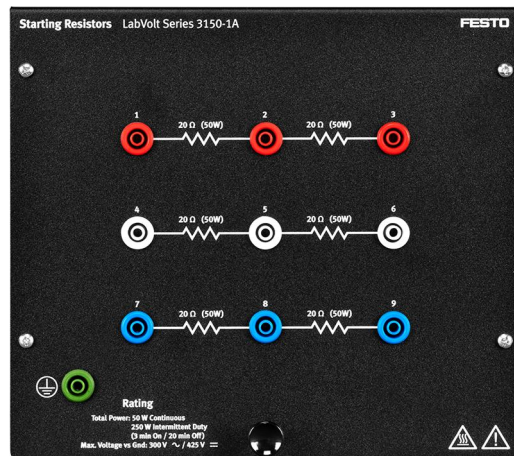 Starting Resistors LabVolt Series 3150-1A
FESTO
1 2 3
20 Ω (50W) 20 Ω (50W)
4 5 6
20 Ω (50W) 20 Ω (50W)
7 8 9
20 Ω (50W) 20 Ω (50W)
Rating
Total Power: 50 W Continuous
250 W Intermittent Duty
(3 min On / 20 min Off)
Max. Voltage vs Gnd: 300 V ∿ / 425 V ⎓